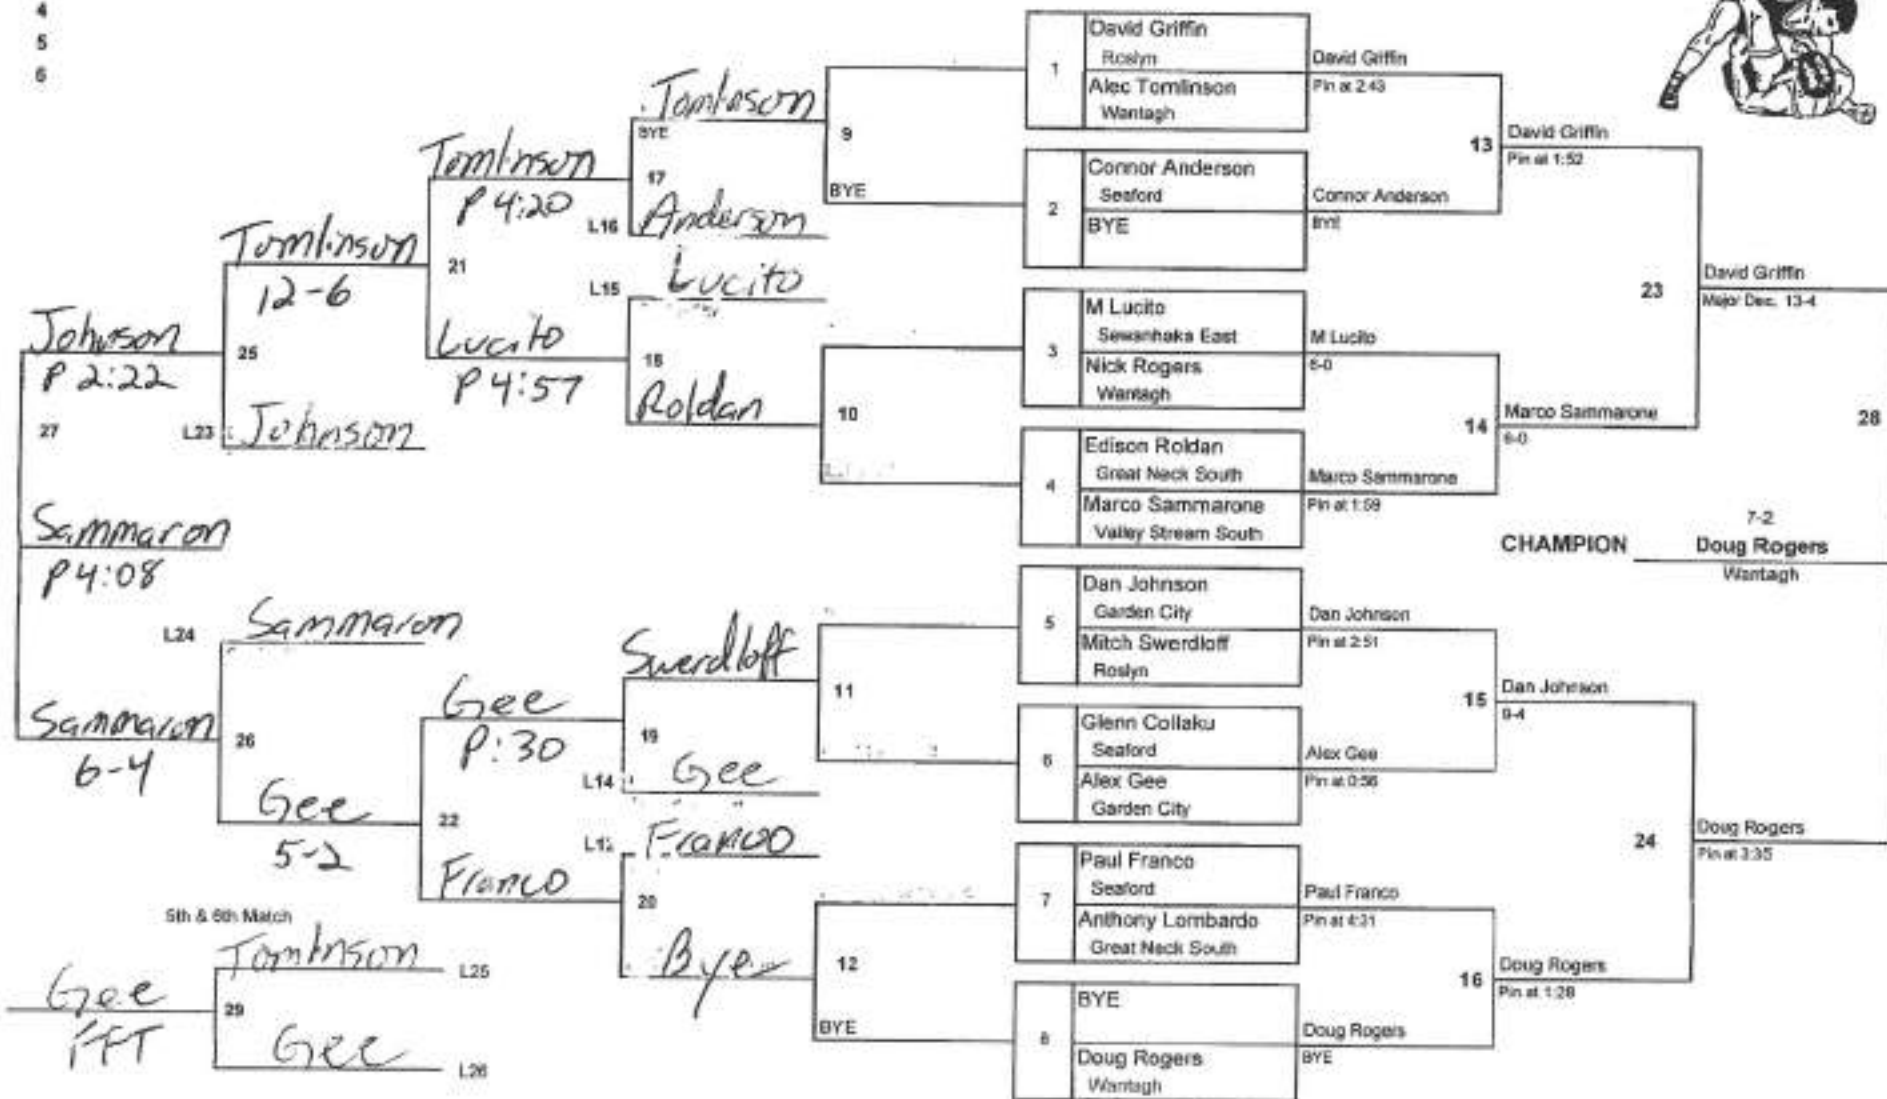 4
5
6
David Griffin
Roslyn
1
Alec Tomlinson
Wantagh
David Griffin
Pin at 2:43
Connor Anderson
Seaford
2
BYE
Connor Anderson
BYE
13
David Griffin
Pin at 1:52
M Lucito
Sewanhaka East
3
Nick Rogers
Wantagh
M Lucito
6-0
Edison Roldan
Great Neck South
4
Marco Sammarone
Valley Stream South
Marco Sammarone
Pin at 1:59
14
Marco Sammarone
6-0
23
David Griffin
Major Dec. 13-4
28
Dan Johnson
Garden City
5
Mitch Swerdloff
Roslyn
Dan Johnson
Pin at 2:51
Glenn Collaku
Seaford
6
Alex Gee
Garden City
Alex Gee
Pin at 0:56
15
Dan Johnson
9-4
Paul Franco
Seaford
7
Anthony Lombardo
Great Neck South
Paul Franco
Pin at 4:31
BYE
8
Doug Rogers
Wantagh
Doug Rogers
BYE
16
Doug Rogers
Pin at 1:28
24
Doug Rogers
Pin at 3:35
7-2
CHAMPION Doug Rogers
Wantagh
Tomlinson
9
BYE
BYE
17
L16 Anderson
Tomlinson
P 4:20
L15 Lucito
18
Roldan
10
21
Lucito
P 4:57
Tomlinson
12-6
25
L23 Johnson
Johnson
P 2:22
27
Sammaron
P 4:08
L24 Sammaron
26
Sammaron
6-4
Swerdloff
11
19
L14 Gee
Gee
P :30
22
Franco
20
Bye
12
BYE
Franco
Gee
5-2
5th & 6th Match
Tomlinson L25
29
Gee L26
Gee
FFT